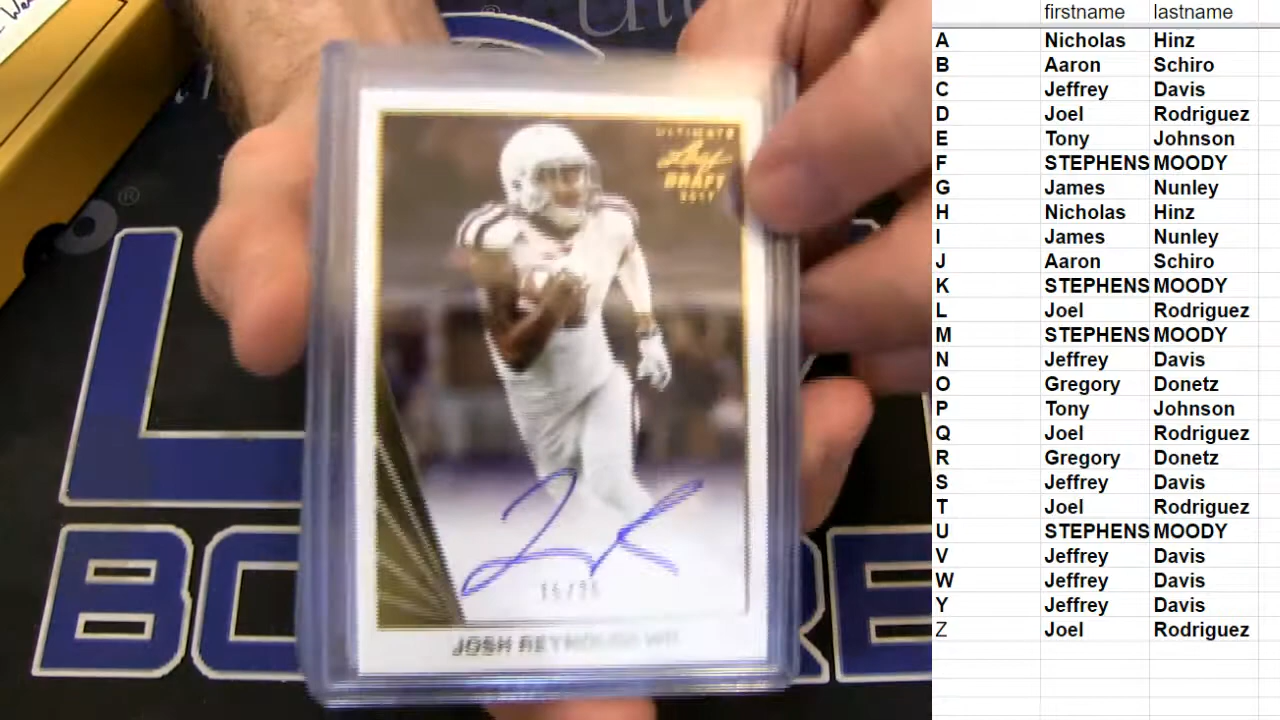 ULTIMATE
Leaf
DRAFT
2017
JOSH REYNOLDS WR
firstname lastname
A Nicholas Hinz
B Aaron Schiro
C Jeffrey Davis
D Joel Rodriguez
E Tony Johnson
F STEPHENS MOODY
G James Nunley
H Nicholas Hinz
I James Nunley
J Aaron Schiro
K STEPHENS MOODY
L Joel Rodriguez
M STEPHENS MOODY
N Jeffrey Davis
O Gregory Donetz
P Tony Johnson
Q Joel Rodriguez
R Gregory Donetz
S Jeffrey Davis
T Joel Rodriguez
U STEPHENS MOODY
V Jeffrey Davis
W Jeffrey Davis
Y Jeffrey Davis
Z Joel Rodriguez